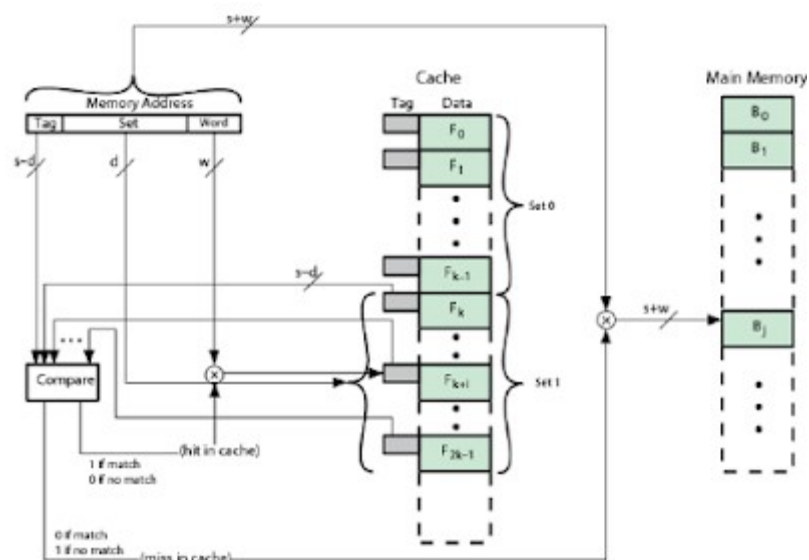 s+w
Cache
Main Memory
Memory Address
Tag Data
Tag Set Word
F0
B0
s–d d w
F1
B1
Set 0
s–d
Fk–1
Fk
s+w
Bj
Compare
Fk+i
Set 1
(hit in cache)
F2k–1
1 if match
0 if no match
0 if match
1 if no match
(miss in cache)